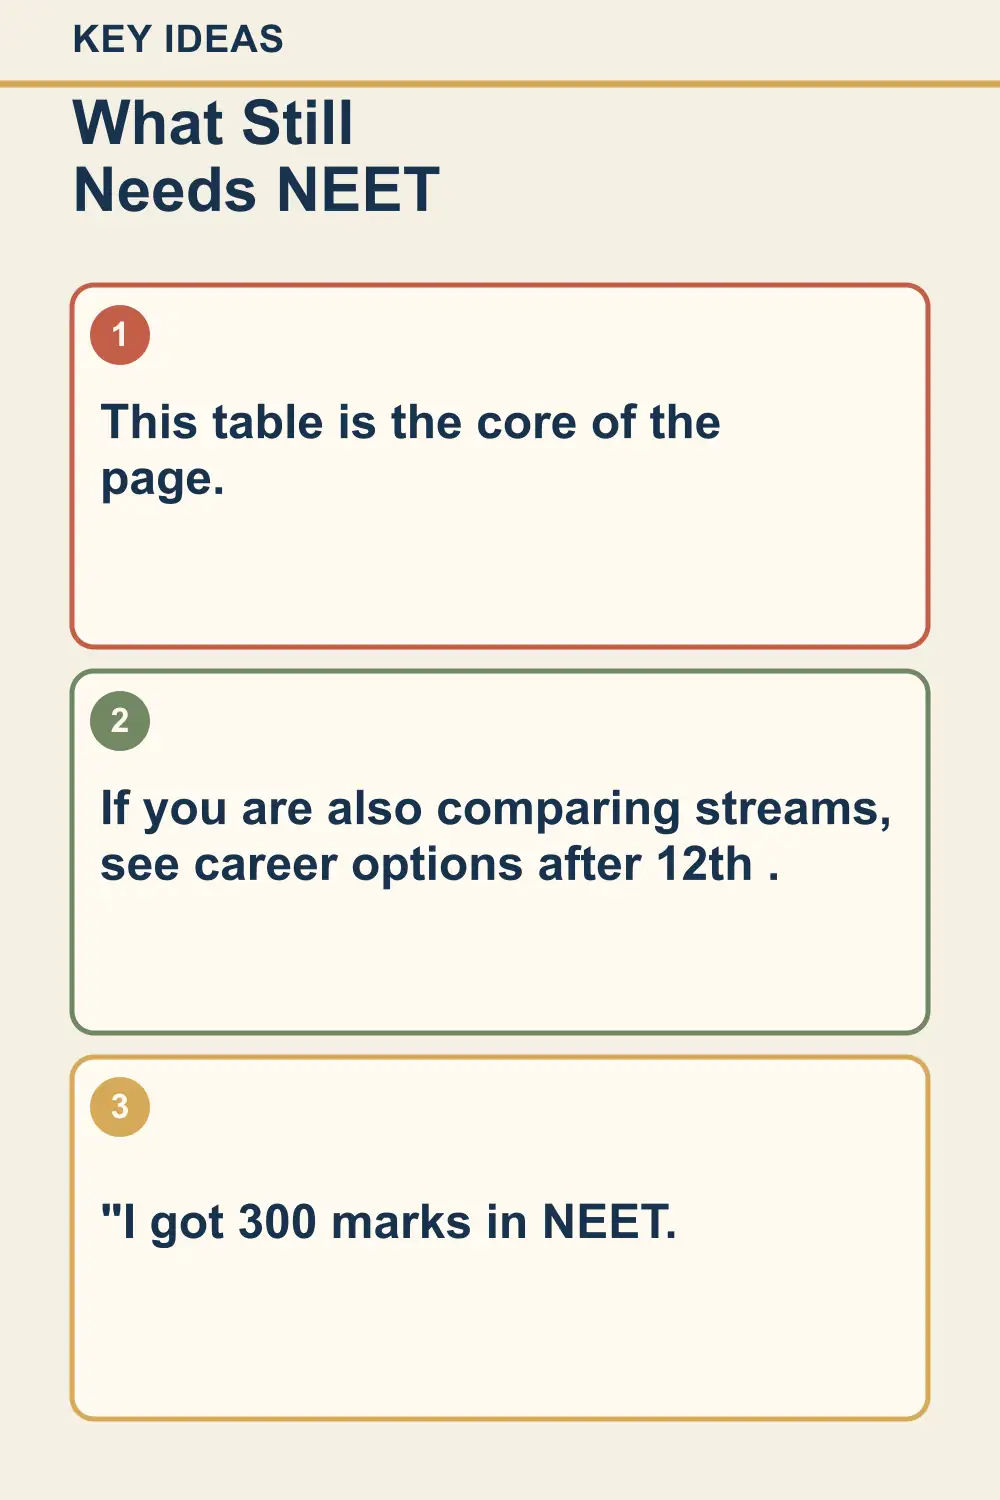 KEY IDEAS
What Still
Needs NEET
1
This table is the core of the
page.
2
If you are also comparing streams,
see career options after 12th .
3
"I got 300 marks in NEET.